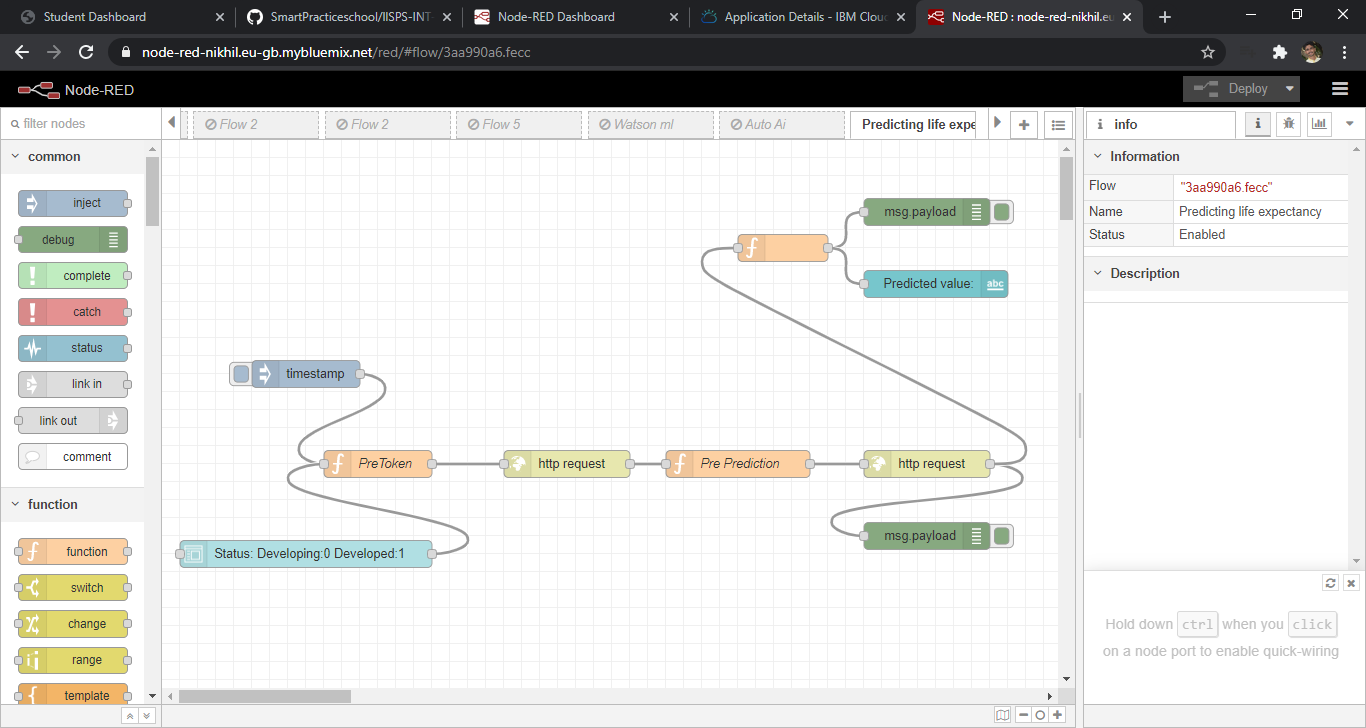 Student Dashboard
SmartPracticeschool/IISPS-INT-
Node-RED Dashboard
Application Details - IBM Clou
Node-RED : node-red-nikhil.eu
node-red-nikhil.eu-gb.mybluemix.net/red/#flow/3aa990a6.fecc
Node-RED
Deploy
filter nodes
Flow 2
Flow 2
Flow 5
Watson ml
Auto Ai
Predicting life expe
i info
i
common
inject
debug
complete
catch
status
link in
link out
comment
function
function
switch
change
range
template
msg.payload
Predicted value:
abc
timestamp
PreToken
http request
Pre Prediction
http request
msg.payload
Status: Developing:0 Developed:1
Information
Flow "3aa990a6.fecc"
Name Predicting life expectancy
Status Enabled
Description
Hold down ctrl when you click
on a node port to enable quick-wiring